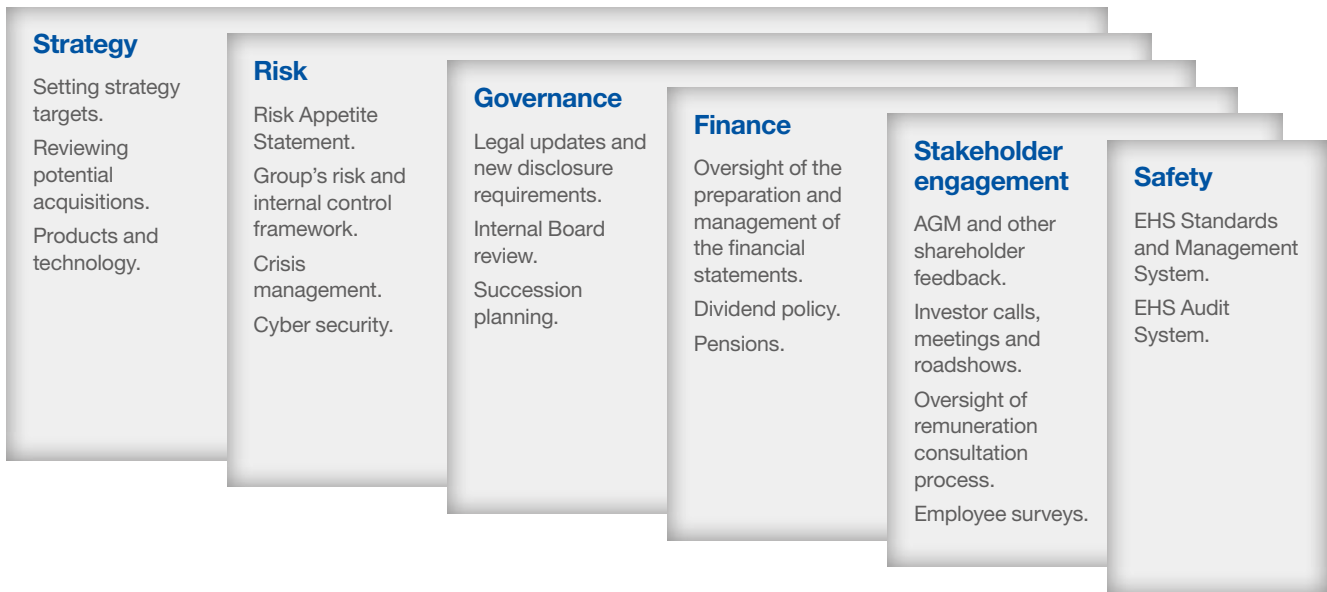 Strategy
Setting strategy
targets.
Reviewing
potential
acquisitions.
Products and
technology.
Risk
Risk Appetite
Statement.
Group's risk and
internal control
framework.
Crisis
management.
Cyber security.
Governance
Legal updates and
new disclosure
requirements.
Internal Board
review.
Succession
planning.
Finance
Oversight of the
preparation and
management of
the financial
statements.
Dividend policy.
Pensions.
Stakeholder
engagement
AGM and other
shareholder
feedback.
Investor calls,
meetings and
roadshows.
Oversight of
remuneration
consultation
process.
Employee surveys.
Safety
EHS Standards
and Management
System.
EHS Audit
System.